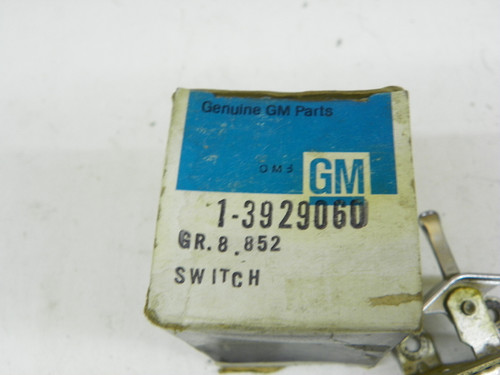 Genuine GM Parts
GM
1-3929060
GR. 8.852
SWITCH